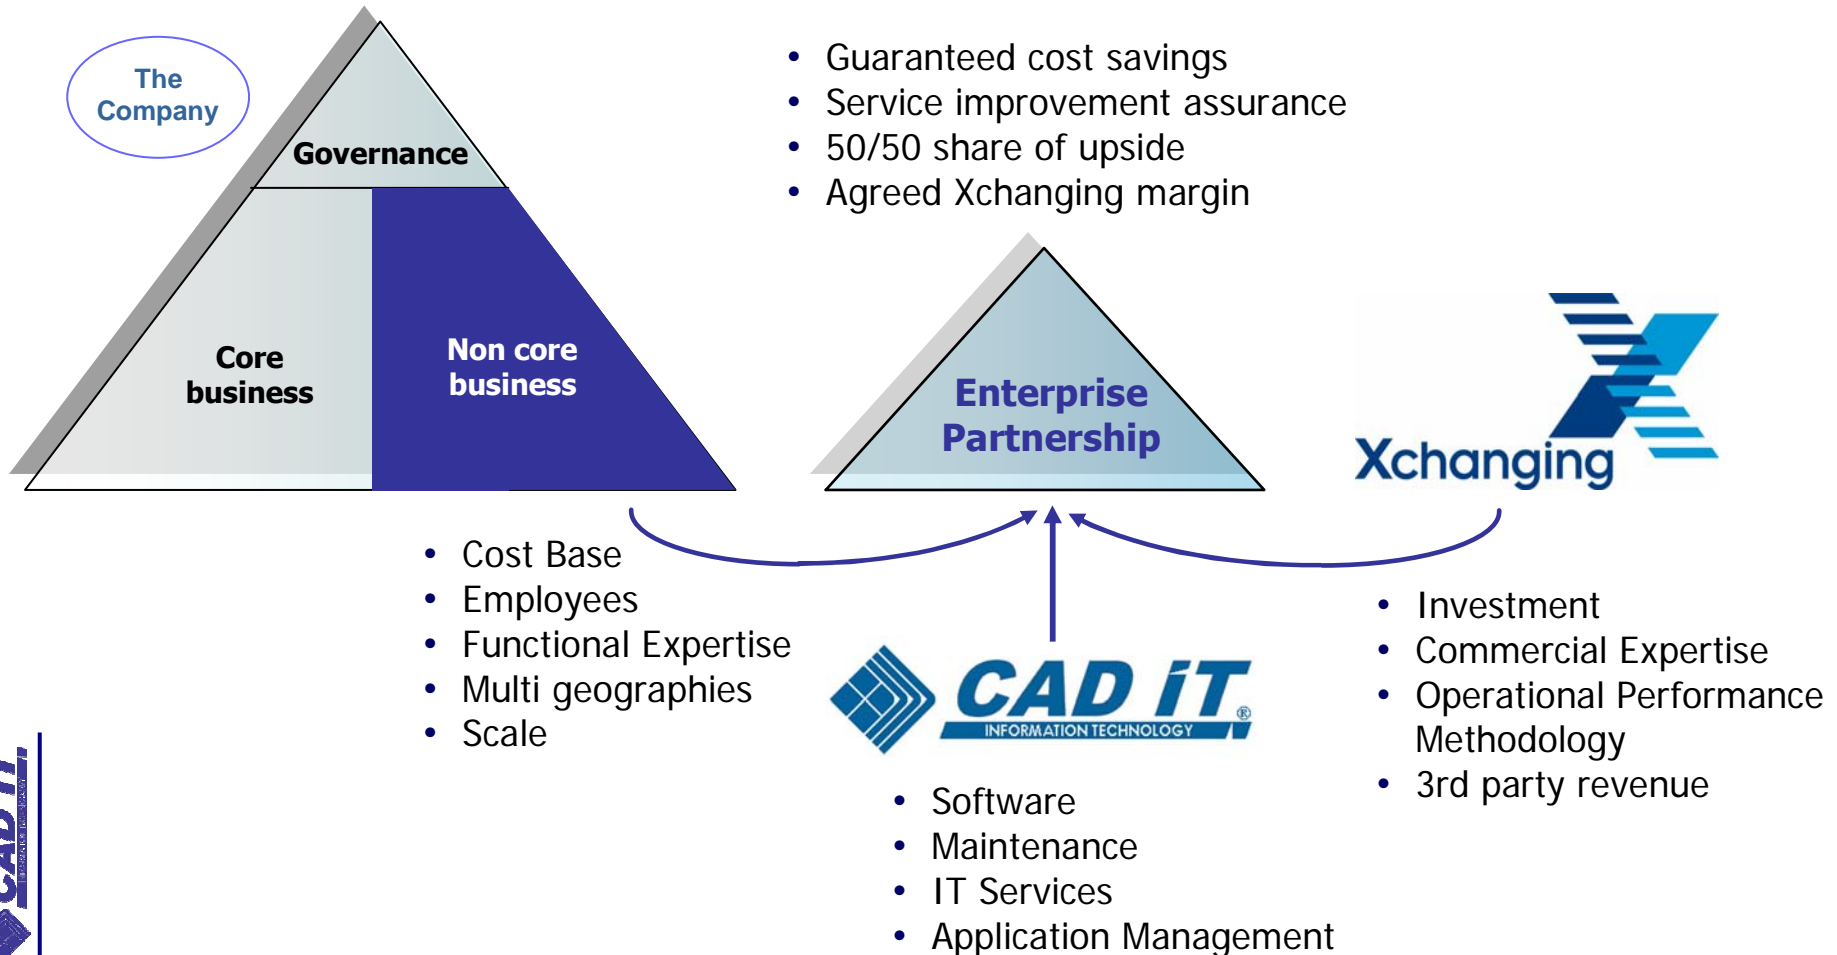 The
Company
Governance
Core
business
Non core
business
• Guaranteed cost savings
• Service improvement assurance
• 50/50 share of upside
• Agreed Xchanging margin
Enterprise
Partnership
Xchanging
• Cost Base
• Employees
• Functional Expertise
• Multi geographies
• Scale
CAD iT®
INFORMATION TECHNOLOGY
• Software
• Maintenance
• IT Services
• Application Management
• Investment
• Commercial Expertise
• Operational Performance
Methodology
• 3rd party revenue
CAD iT